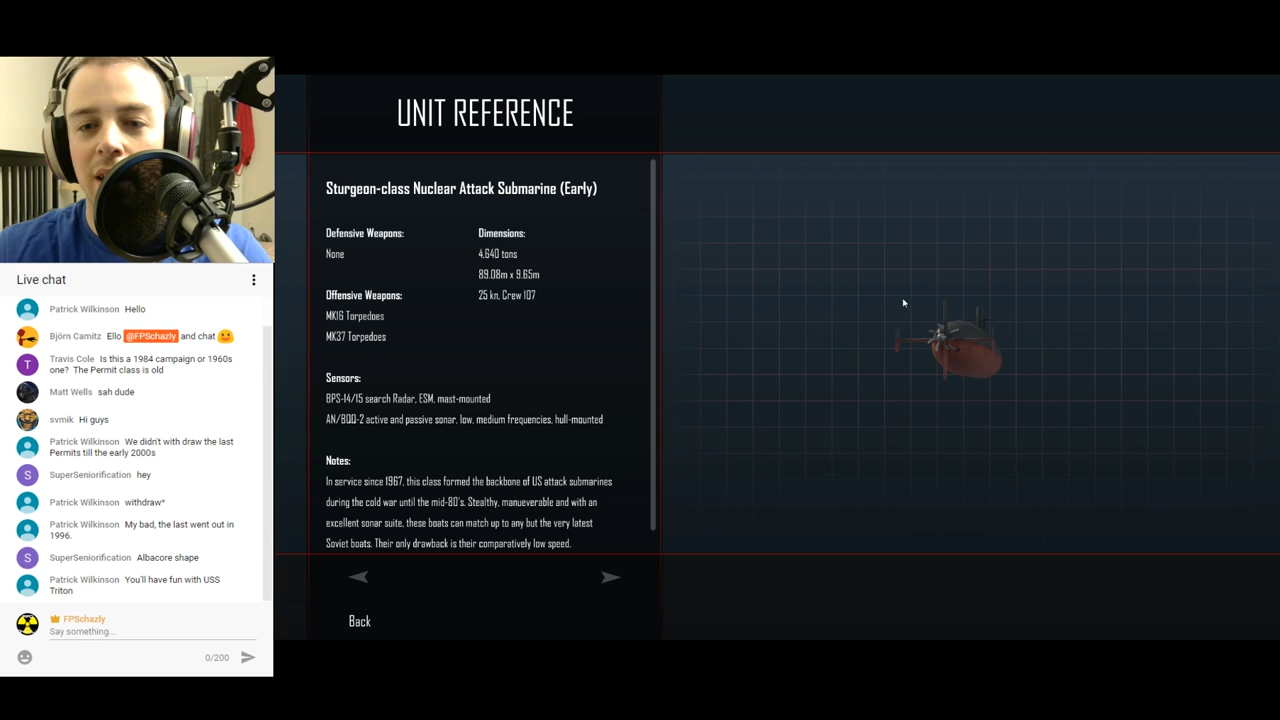 Live chat
Patrick Wilkinson Hello
Björn Camitz Ello @FPSchazly and chat
T
Travis Cole Is this a 1984 campaign or 1960s
one? The Permit class is old
Matt Wells sah dude
svmik Hi guys
Patrick Wilkinson We didn't with draw the last
Permits till the early 2000s
S
SuperSeniorification hey
Patrick Wilkinson withdraw*
Patrick Wilkinson My bad, the last went out in
1996.
S
SuperSeniorification Albacore shape
Patrick Wilkinson You'll have fun with USS
Triton
FPSchazly
Say something...
0/200
UNIT REFERENCE
Sturgeon-class Nuclear Attack Submarine (Early)
Defensive Weapons:
None
Dimensions:
4,640 tons
89.08m x 9.65m
25 kn, Crew 107
Offensive Weapons:
MK16 Torpedoes
MK37 Torpedoes
Sensors:
BPS-14/15 search Radar, ESM, mast-mounted
AN/BQQ-2 active and passive sonar, low, medium frequencies, hull-mounted
Notes:
In service since 1967, this class formed the backbone of US attack submarines
during the cold war until the mid-80's. Stealthy, manueverable and with an
excellent sonar suite, these boats can match up to any but the very latest
Soviet boats. Their only drawback is their comparatively low speed.
Back